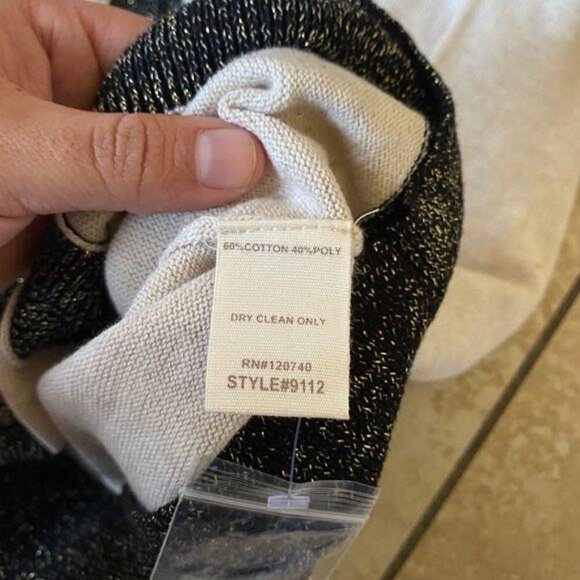 60%COTTON 40%POLY
DRY CLEAN ONLY
RN#120740
STYLE#9112